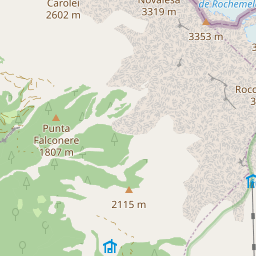 Carolei
2602 m
Novalesa
3319 m
de Rochemel
3353 m
Rocc
3
Punta
Falconere
1807 m
2115 m